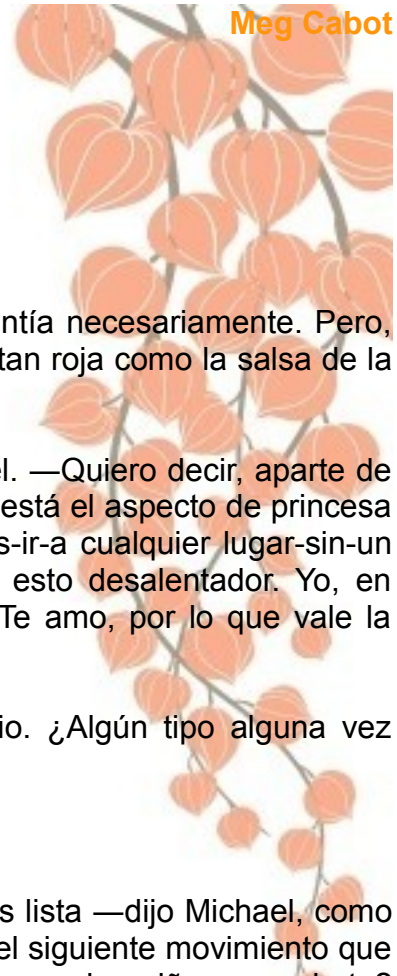 Meg Cabot
ntía necesariamente. Pero,
tan roja como la salsa de la
el. —Quiero decir, aparte de
está el aspecto de princesa
s-ir-a cualquier lugar-sin-un
esto desalentador. Yo, en
Te amo, por lo que vale la
io. ¿Algún tipo alguna vez
s lista —dijo Michael, como
el siguiente movimiento que